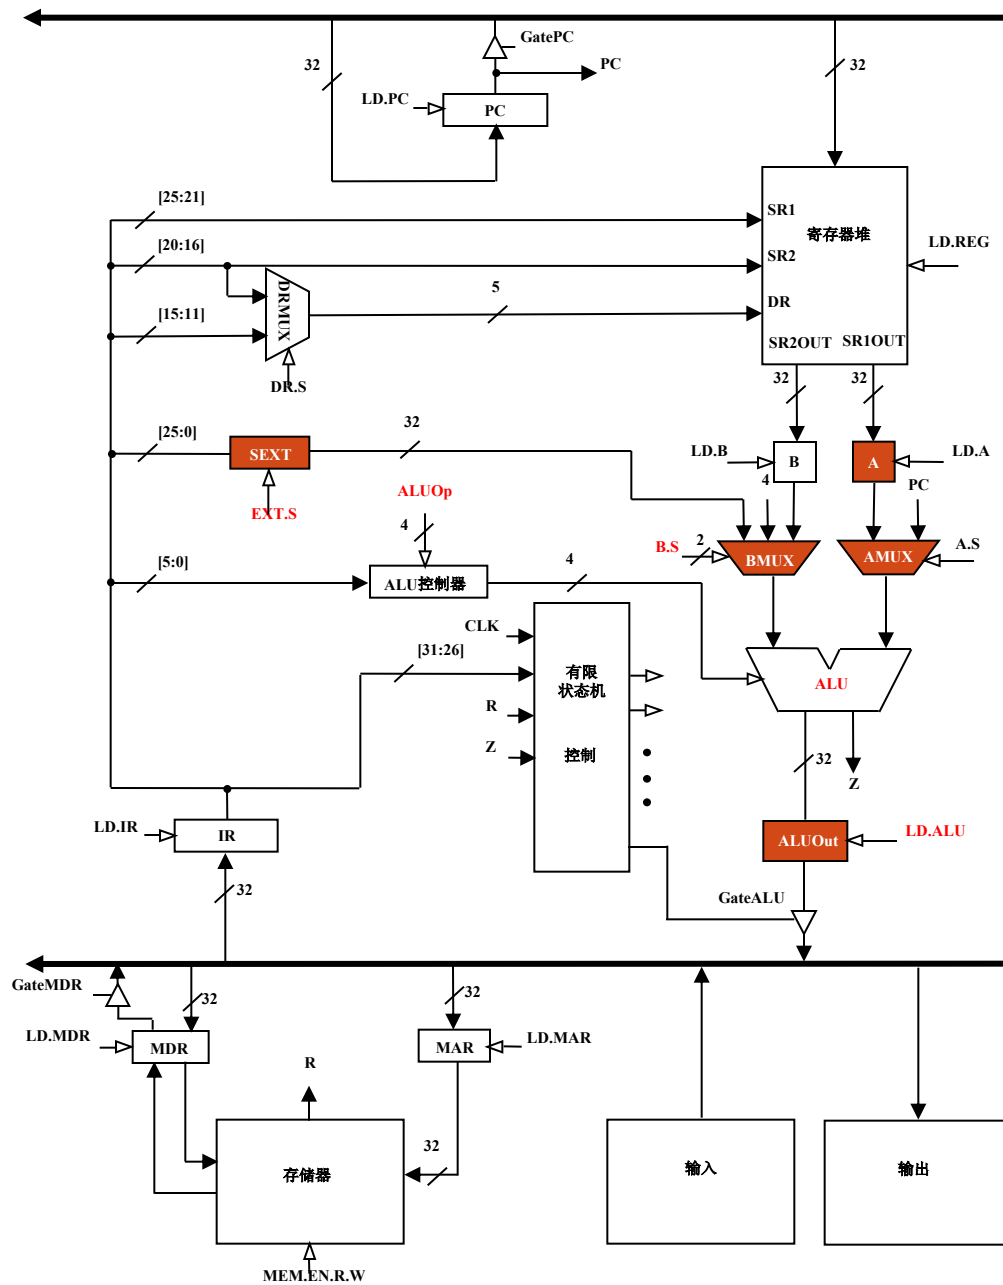 GatePC
32
PC
32
LD.PC
PC
[25:21]
SR1
寄存器堆
LD.REG
[20:16]
SR2
DRMUX
5
DR
[15:11]
SR2OUT
SR1OUT
DR.S
32
32
[25:0]
32
SEXT
LD.B
B
A
LD.A
4
PC
ALUOp
EXT.S
4
B.S
2
BMUX
AMUX
A.S
[5:0]
ALU控制器
4
CLK
[31:26]
有限
状态机
ALU
R
Z
控制
32
Z
LD.IR
IR
ALUOut
LD.ALU
32
GateALU
GateMDR
32
32
LD.MDR
MDR
MAR
LD.MAR
R
32
存储器
输入
输出
MEM.EN.R.W